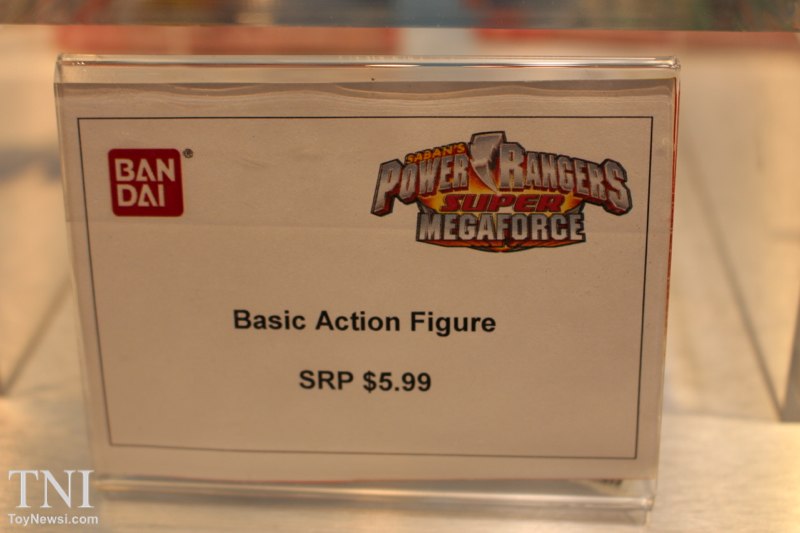 BAN
DAI
®
SABAN'S
POWER RANGERS
SUPER
MEGAFORCE
Basic Action Figure
SRP $5.99
TNI
ToyNewsi.com